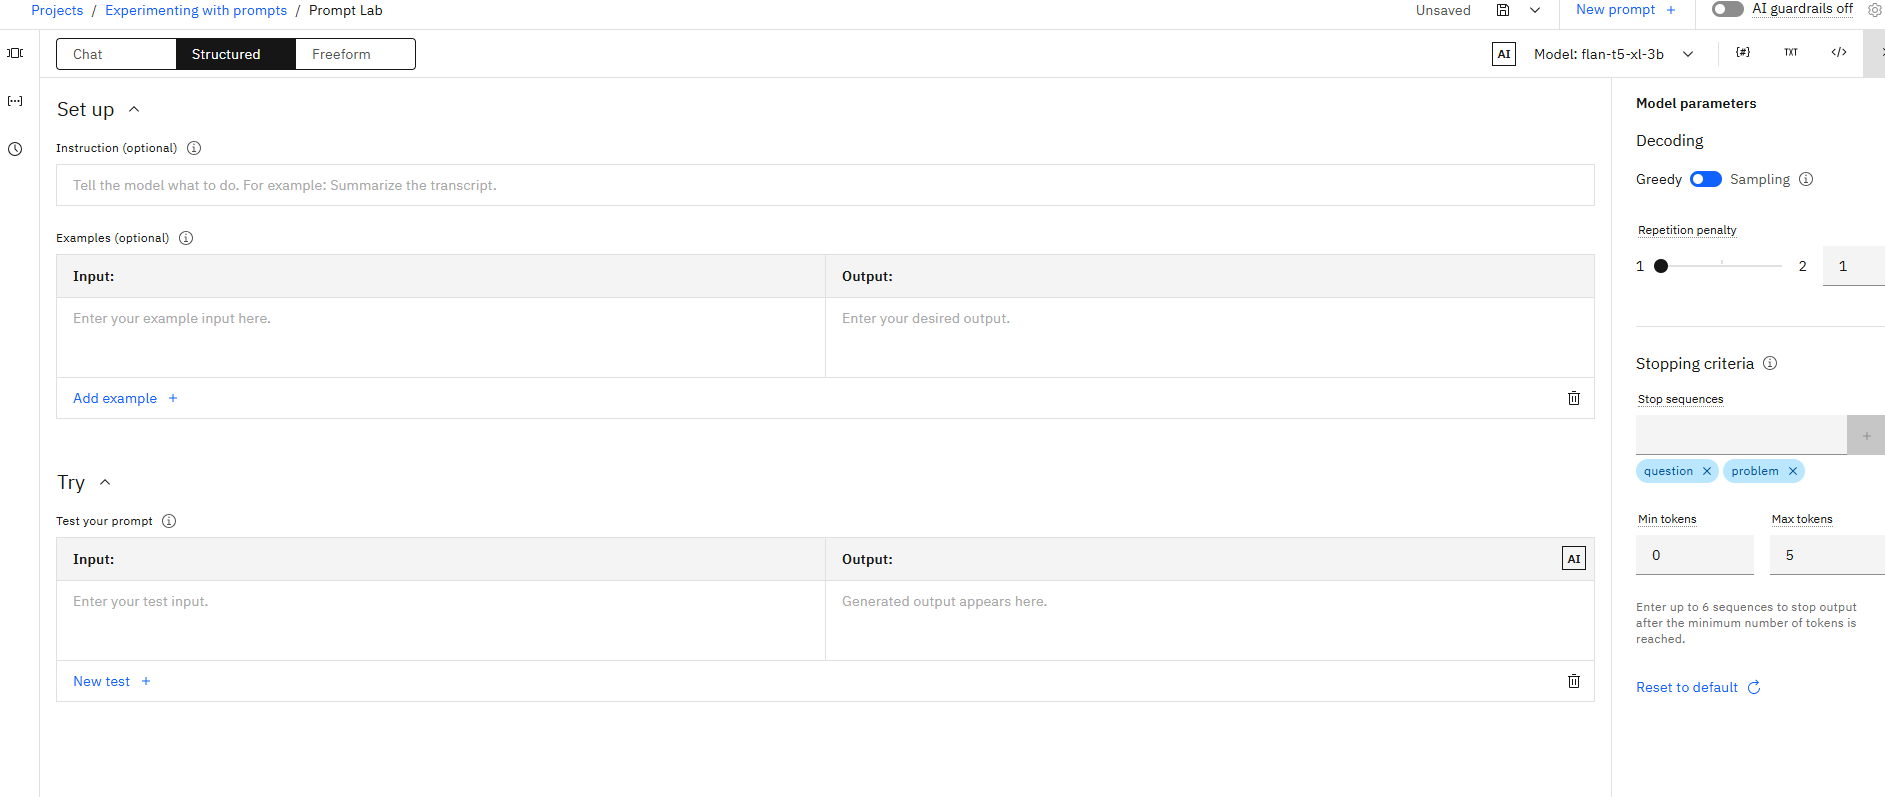 Projects / Experimenting with prompts / Prompt Lab
Unsaved
New prompt +
AI guardrails off
Chat
Structured
Freeform
AI
Model: flan-t5-xl-3b
{#}
TXT
</>
Set up
Instruction (optional)
Tell the model what to do. For example: Summarize the transcript.
Examples (optional)
Input:
Output:
Enter your example input here.
Enter your desired output.
Add example +
Try
Test your prompt
Input:
Output:
AI
Enter your test input.
Generated output appears here.
New test +
Model parameters
Decoding
Greedy
Sampling
Repetition penalty
1
2
1
Stopping criteria
Stop sequences
+
question ×
problem ×
Min tokens
Max tokens
0
5
Enter up to 6 sequences to stop output
after the minimum number of tokens is
reached.
Reset to default